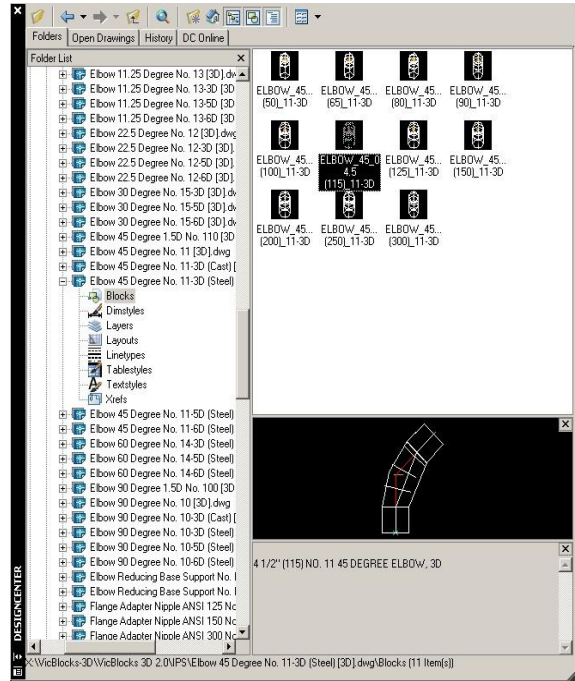 Folders Open Drawings History DC Online
Folder List
Elbow 11.25 Degree No. 13 [3D].dw
Elbow 11.25 Degree No. 13-3D [3D
Elbow 11.25 Degree No. 13-5D [3D
Elbow 11.25 Degree No. 13-6D [3D
Elbow 22.5 Degree No. 12 [3D].dwg
Elbow 22.5 Degree No. 12-3D [3D].
Elbow 22.5 Degree No. 12-5D [3D].
Elbow 22.5 Degree No. 12-6D [3D].
Elbow 30 Degree No. 15-3D [3D].dw
Elbow 30 Degree No. 15-5D [3D].dw
Elbow 30 Degree No. 15-6D [3D].dw
Elbow 45 Degree 1.5D No. 110 [3D
Elbow 45 Degree No. 11 [3D].dwg
Elbow 45 Degree No. 11-3D (Cast) [
Elbow 45 Degree No. 11-3D (Steel)
Blocks
Dimstyles
Layers
Layouts
Linetypes
Tablestyles
Textstyles
Xrefs
Elbow 45 Degree No. 11-5D (Steel)
Elbow 45 Degree No. 11-6D (Steel)
Elbow 60 Degree No. 14-3D (Steel)
Elbow 60 Degree No. 14-5D (Steel)
Elbow 60 Degree No. 14-6D (Steel)
Elbow 90 Degree 1.5D No. 100 [3D
Elbow 90 Degree No. 10 [3D].dwg
Elbow 90 Degree No. 10-3D (Cast) [
Elbow 90 Degree No. 10-3D (Steel)
Elbow 90 Degree No. 10-5D (Steel)
Elbow 90 Degree No. 10-6D (Steel)
Elbow Reducing Base Support No. 
Elbow Reducing Base Support No. 
Flange Adapter Nipple ANSI 125 No
Flange Adapter Nipple ANSI 150 No
Flange Adapter Nipple ANSI 300 No
ELBOW_45... ELBOW_45... ELBOW_45... ELBOW_45...
(50)_11-3D (65)_11-3D (80)_11-3D (90)_11-3D
ELBOW_45... ELBOW_45_0 ELBOW_45... ELBOW_45...
(100)_11-3D 4.5 (125)_11-3D (150)_11-3D
(115)_11-3D
ELBOW_45... ELBOW_45... ELBOW_45...
(200)_11-3D (250)_11-3D (300)_11-3D
4 1/2" (115) NO. 11 45 DEGREE ELBOW, 3D
DESIGNCENTER
X:\VicBlocks-3D\VicBlocks 3D 2.0\IPS\Elbow 45 Degree No. 11-3D (Steel) [3D].dwg\Blocks (11 Item(s))